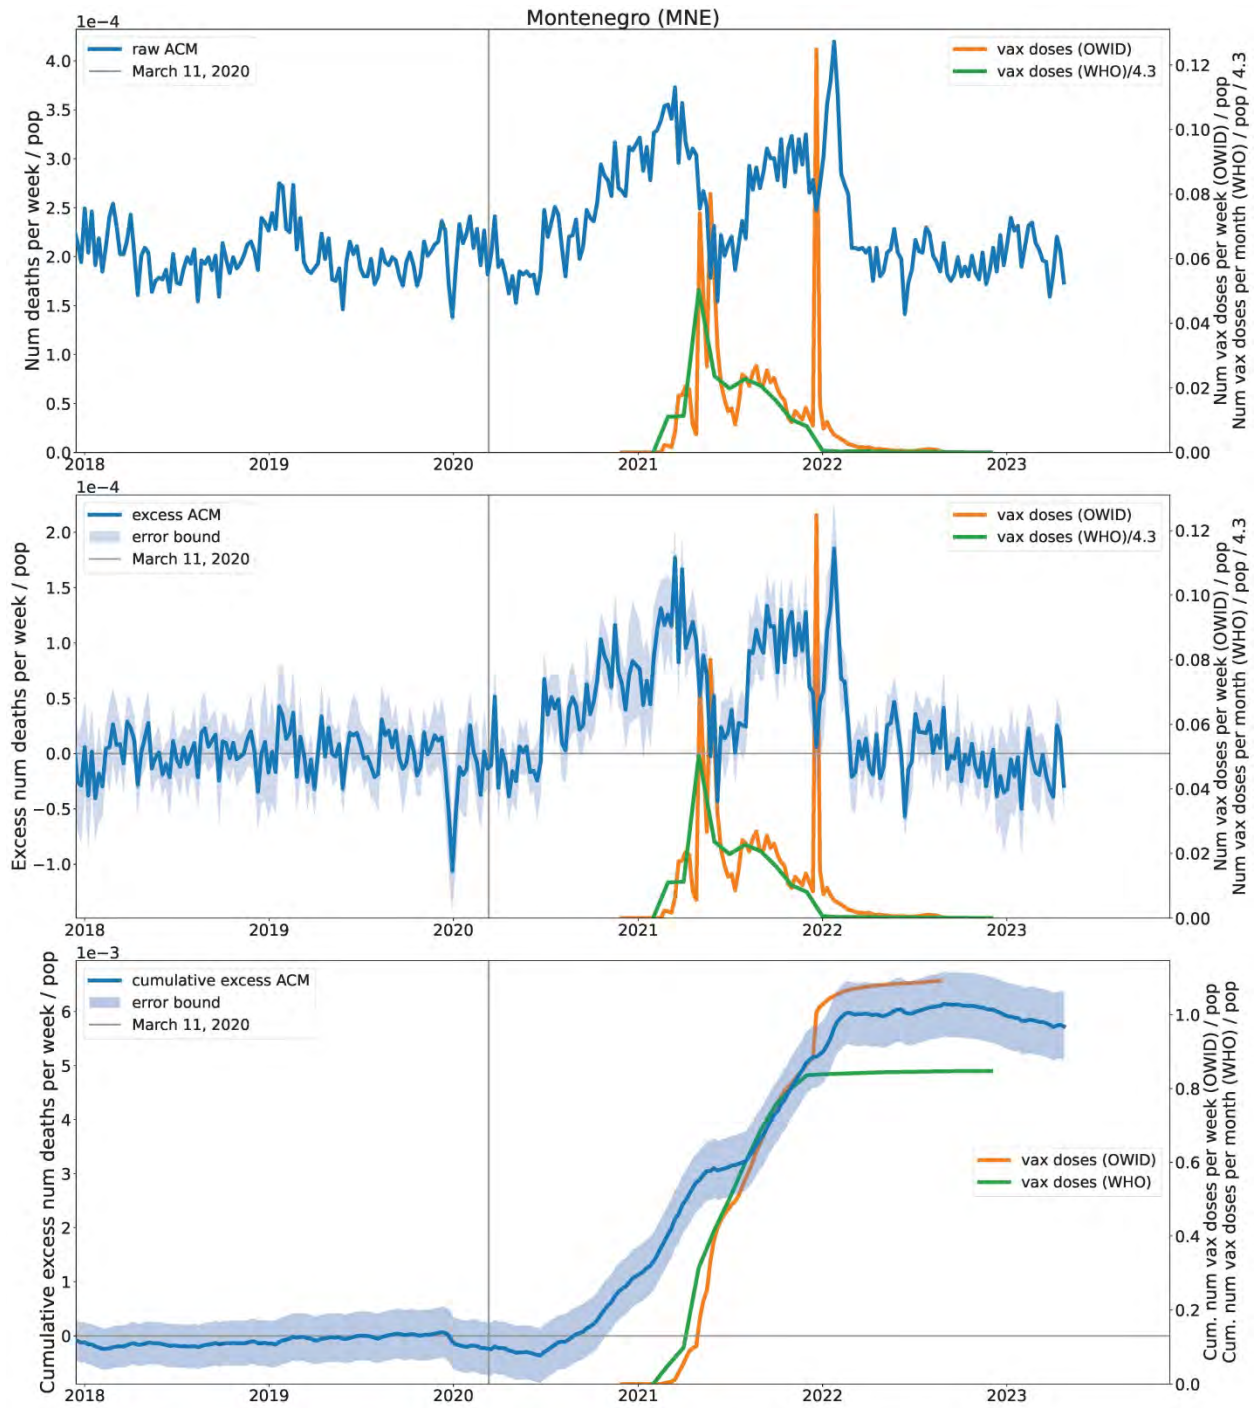 Montenegro (MNE)
1e−4
raw ACM
March 11, 2020
vax doses (OWID)
vax doses (WHO)/4.3
4.0
3.5
3.0
2.5
2.0
1.5
1.0
0.5
0.0
Num deaths per week / pop
0.12
0.10
0.08
0.06
0.04
0.02
0.00
Num vax doses per week (OWID) / pop
Num vax doses per month (WHO) / pop / 4.3
2018 2019 2020 2021 2022 2023
1e−4
excess ACM
error bound
March 11, 2020
vax doses (OWID)
vax doses (WHO)/4.3
2.0
1.5
1.0
0.5
0.0
−0.5
−1.0
Excess num deaths per week / pop
0.12
0.10
0.08
0.06
0.04
0.02
0.00
Num vax doses per week (OWID) / pop
Num vax doses per month (WHO) / pop / 4.3
2018 2019 2020 2021 2022 2023
1e−3
cumulative excess ACM
error bound
March 11, 2020
6
5
4
3
2
1
0
Cumulative excess num deaths per week / pop
vax doses (OWID)
vax doses (WHO)
1.0
0.8
0.6
0.4
0.2
0.0
Cum. num vax doses per week (OWID) / pop
Cum. num vax doses per month (WHO) / pop
2018 2019 2020 2021 2022 2023